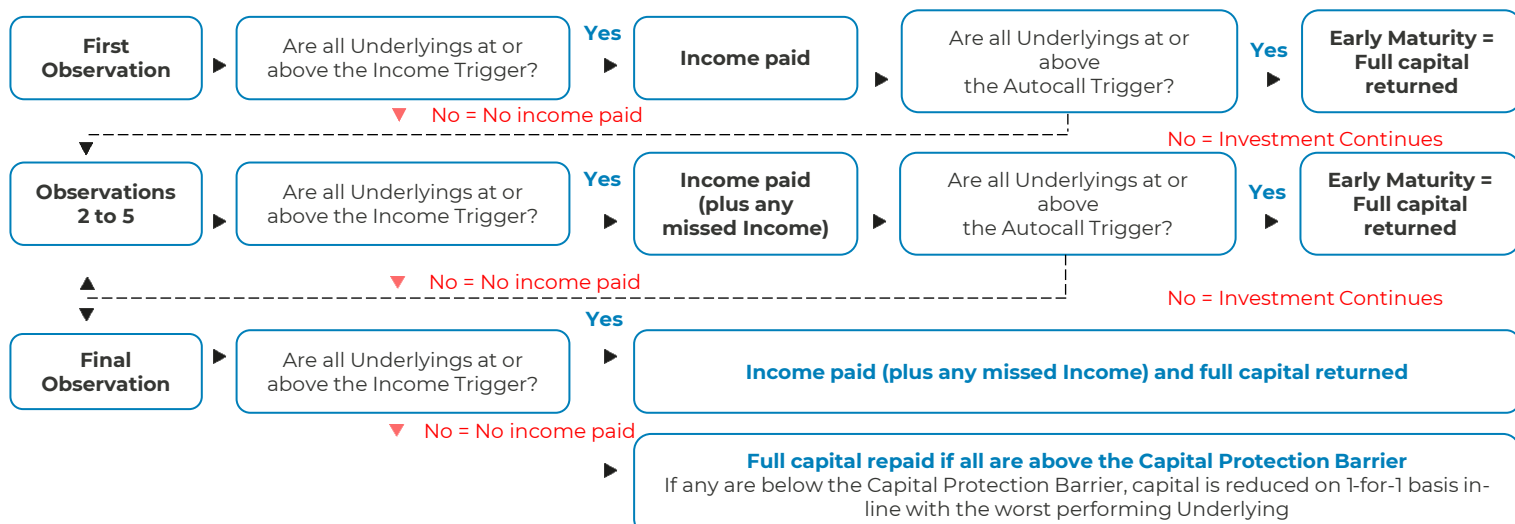 First
Observation
Are all Underlyings at or
above the Income Trigger?
Yes
Income paid
Are all Underlyings at or
above
the Autocall Trigger?
Yes
Early Maturity =
Full capital
returned
No = No income paid
No = Investment Continues
Observations
2 to 5
Are all Underlyings at or
above the Income Trigger?
Yes
Income paid
(plus any
missed Income)
Are all Underlyings at or
above
the Autocall Trigger?
Yes
Early Maturity =
Full capital
returned
No = No income paid
No = Investment Continues
Final
Observation
Are all Underlyings at or
above the Income Trigger?
Yes
Income paid (plus any missed Income) and full capital returned
No = No income paid
Full capital repaid if all are above the Capital Protection Barrier
If any are below the Capital Protection Barrier, capital is reduced on 1-for-1 basis in-
line with the worst performing Underlying